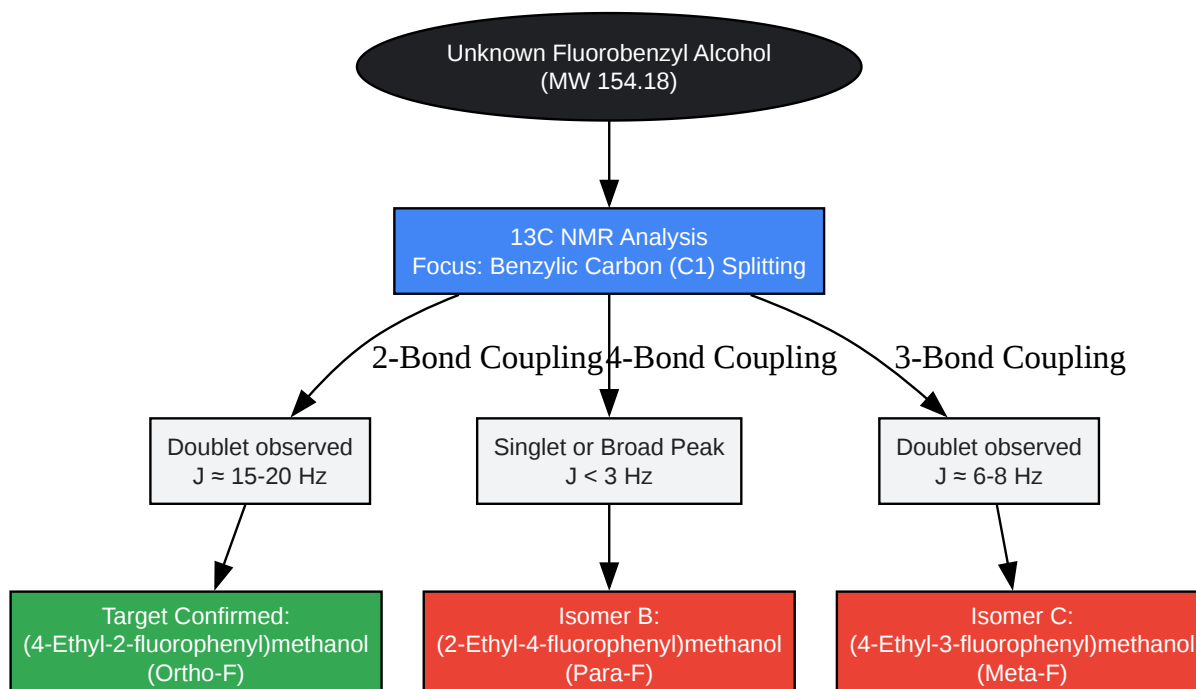 Unknown Fluorobenzyl Alcohol
(MW 154.18)
13C NMR Analysis
Focus: Benzylic Carbon (C1) Splitting
2-Bond Coupling
4-Bond Coupling
3-Bond Coupling
Doublet observed
J ≈ 15-20 Hz
Singlet or Broad Peak
J < 3 Hz
Doublet observed
J ≈ 6-8 Hz
Target Confirmed:
(4-Ethyl-2-fluorophenyl)methanol
(Ortho-F)
Isomer B:
(2-Ethyl-4-fluorophenyl)methanol
(Para-F)
Isomer C:
(4-Ethyl-3-fluorophenyl)methanol
(Meta-F)